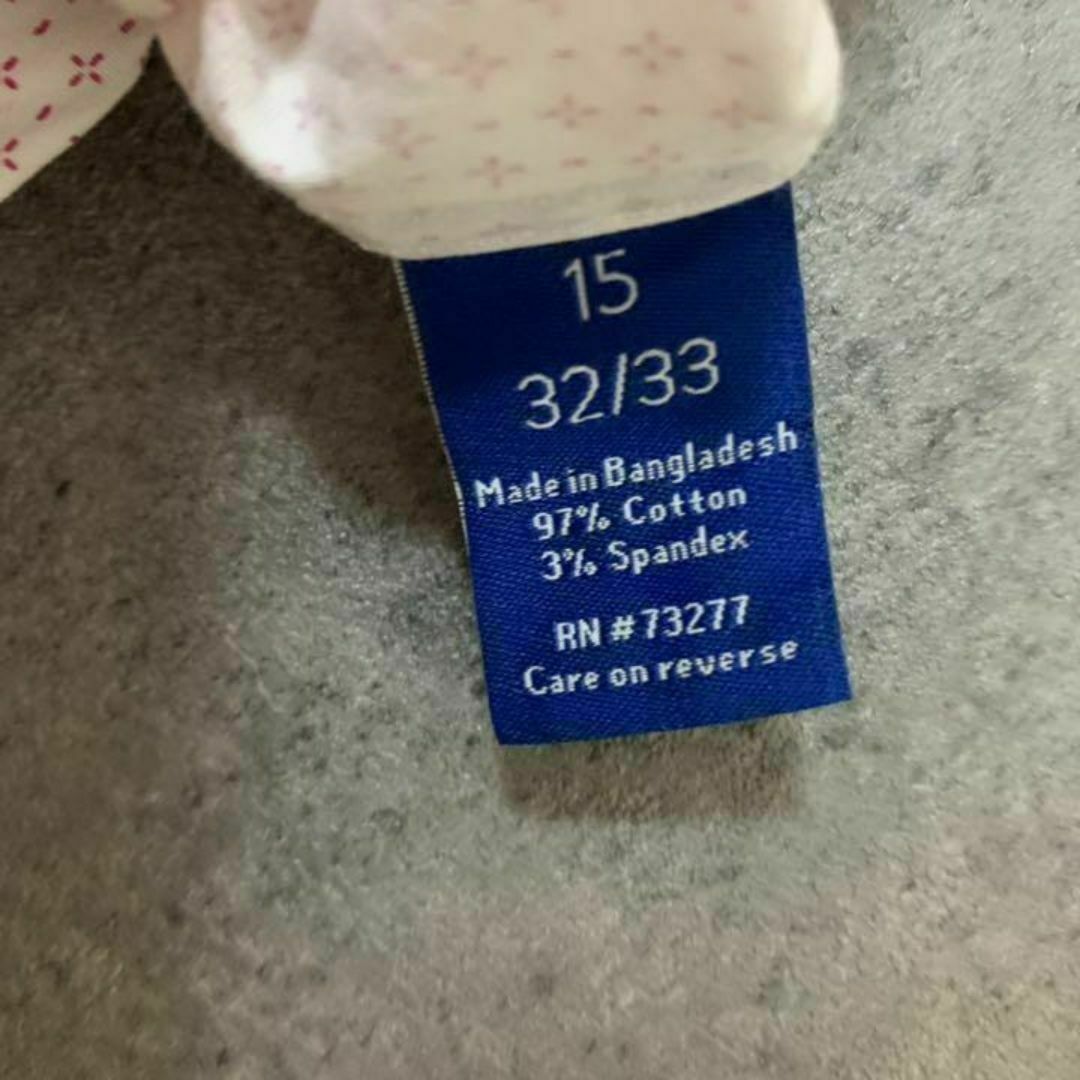 15
32/33
Made in Bangladesh
97% Cotton
3% Spandex
RN #73277
Care on reverse